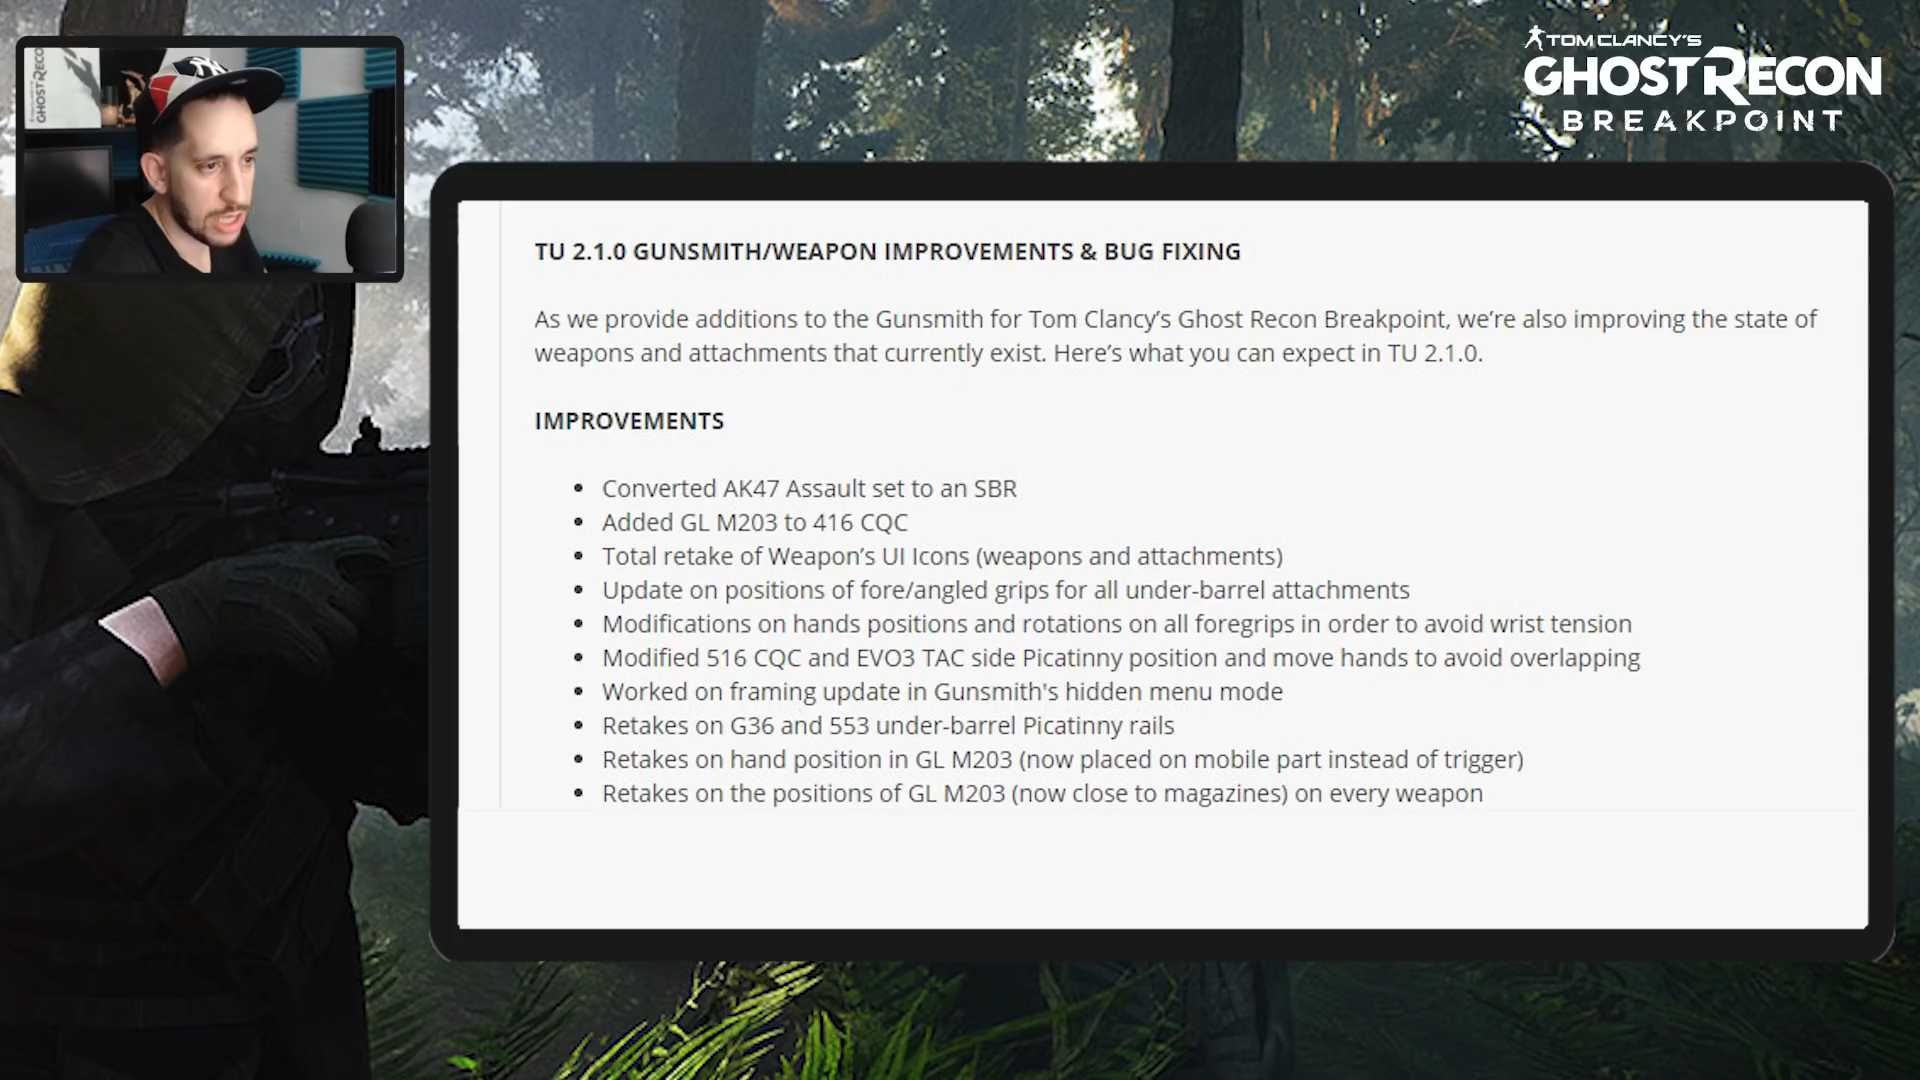 TOM CLANCY'S
GHOST RECON
BREAKPOINT
GHOST RECON
TU 2.1.0 GUNSMITH/WEAPON IMPROVEMENTS & BUG FIXING
As we provide additions to the Gunsmith for Tom Clancy’s Ghost Recon Breakpoint, we’re also improving the state of
weapons and attachments that currently exist. Here’s what you can expect in TU 2.1.0.
IMPROVEMENTS
• Converted AK47 Assault set to an SBR
• Added GL M203 to 416 CQC
• Total retake of Weapon’s UI Icons (weapons and attachments)
• Update on positions of fore/angled grips for all under-barrel attachments
• Modifications on hands positions and rotations on all foregrips in order to avoid wrist tension
• Modified 516 CQC and EVO3 TAC side Picatinny position and move hands to avoid overlapping
• Worked on framing update in Gunsmith's hidden menu mode
• Retakes on G36 and 553 under-barrel Picatinny rails
• Retakes on hand position in GL M203 (now placed on mobile part instead of trigger)
• Retakes on the positions of GL M203 (now close to magazines) on every weapon